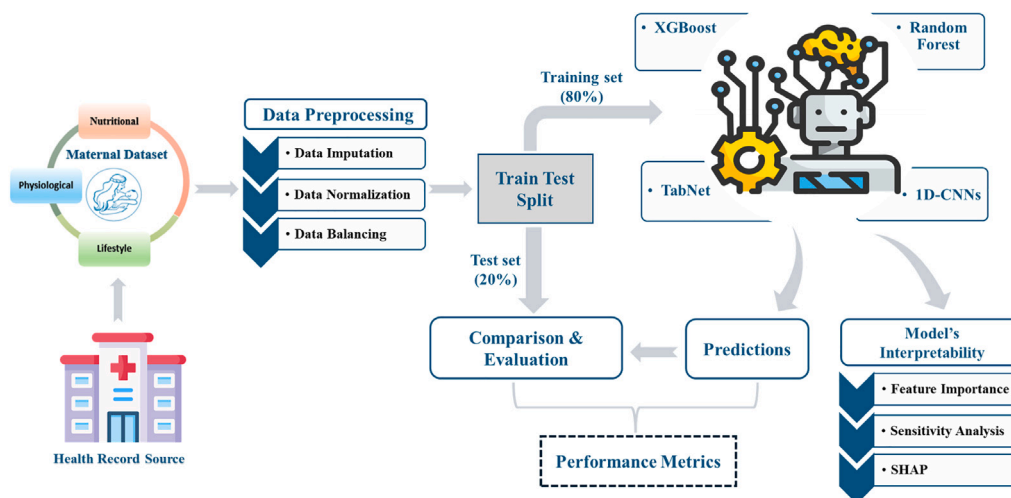 Nutritional
Maternal Dataset
Physiological
Lifestyle
Health Record Source
Data Preprocessing
• Data Imputation
• Data Normalization
• Data Balancing
Train Test
Split
Training set
(80%)
Test set
(20%)
• XGBoost
• Random
Forest
• TabNet
• 1D-CNNs
Comparison &
Evaluation
Predictions
Performance Metrics
Model's
Interpretability
• Feature Importance
• Sensitivity Analysis
• SHAP